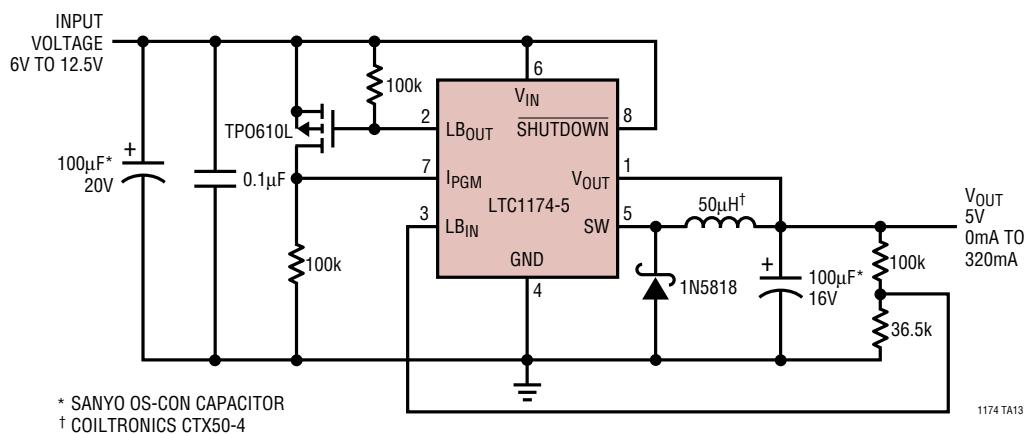 INPUT
VOLTAGE
6V TO 12.5V
100k
6
VIN
TPO610L
2
LBOUT
SHUTDOWN
8
100µF*
20V
+
0.1µF
7
IPGM
VOUT
1
LTC1174-5
50µH†
VOUT
5V
0mA TO
320mA
3
LBIN
SW
5
100k
GND
4
1N5818
+
100µF*
16V
100k
36.5k
* SANYO OS-CON CAPACITOR
† COILTRONICS CTX50-4
1174 TA13